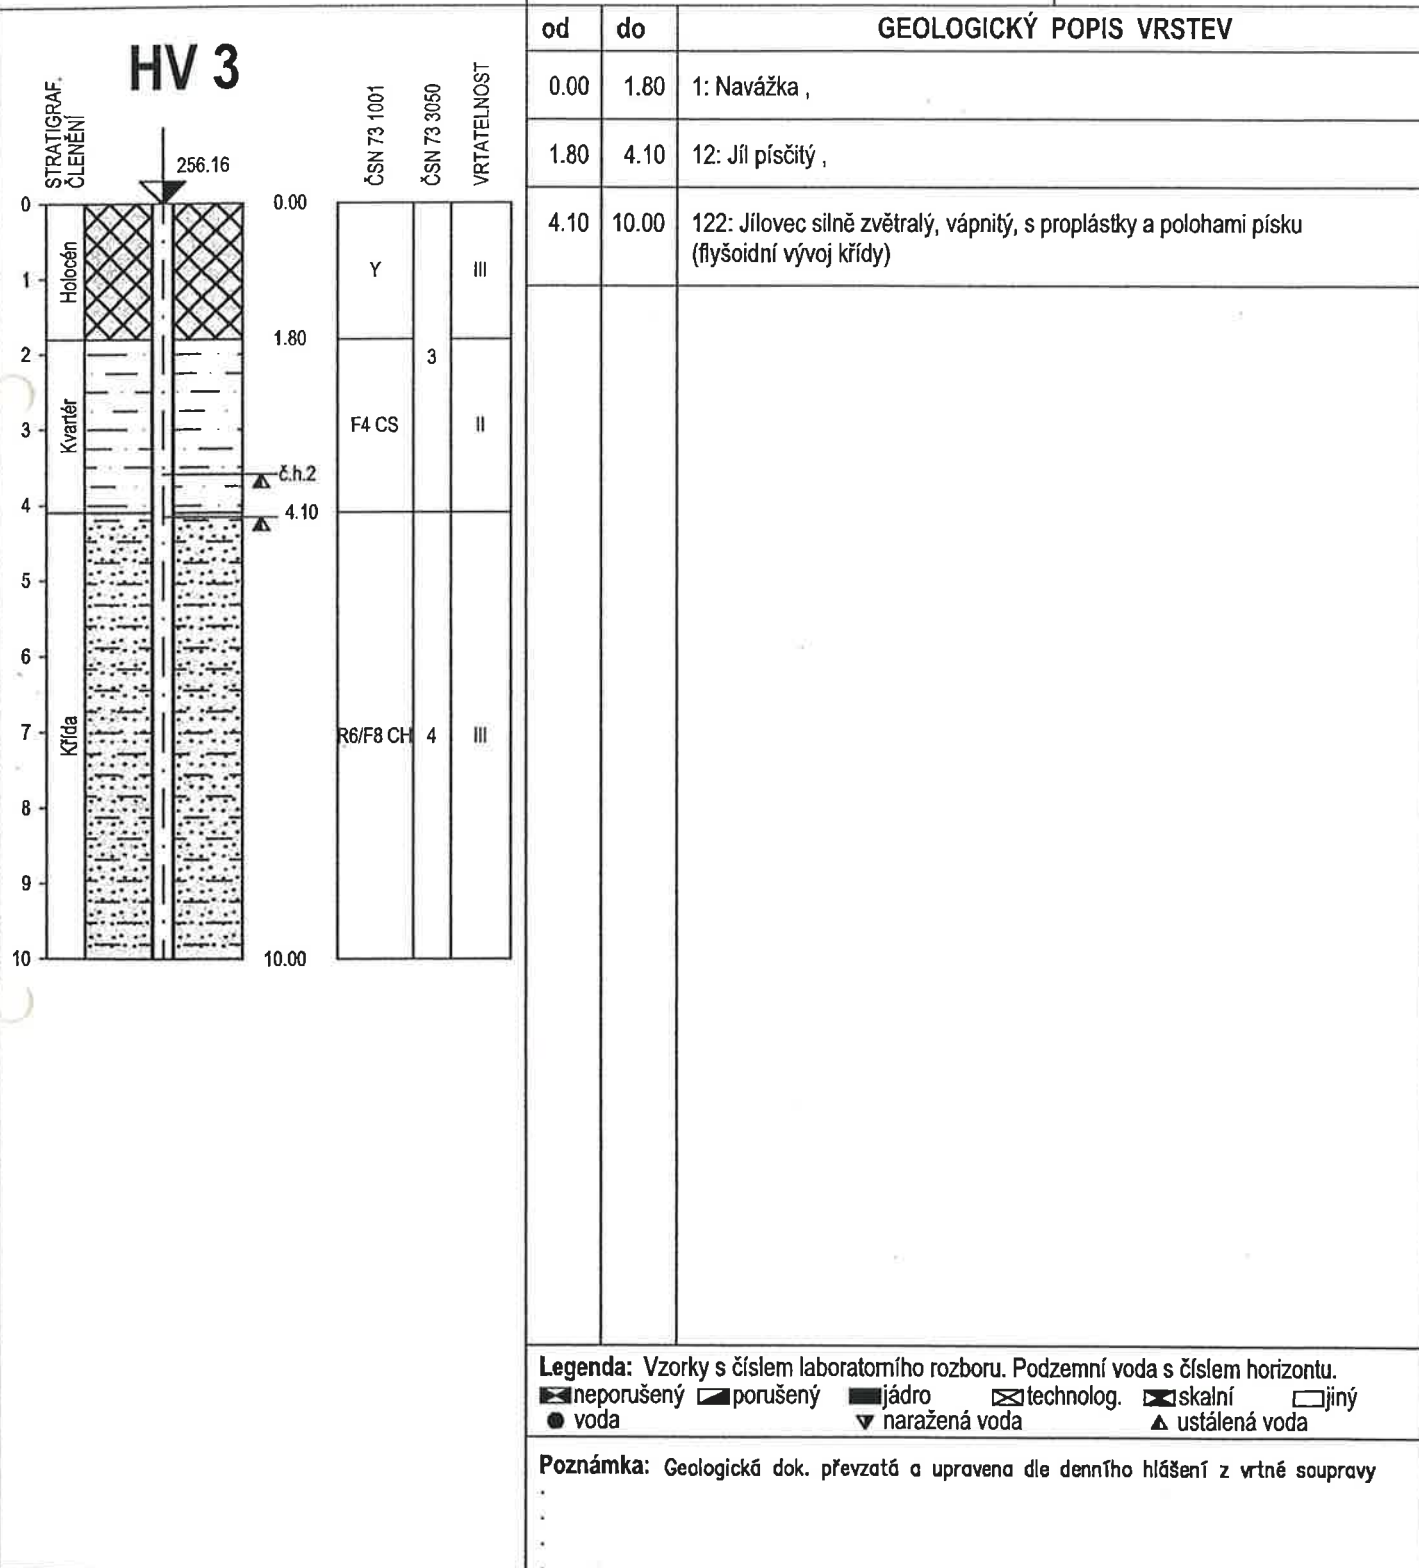 HV 3
STRATIGRAF.
ČLENĚNÍ
256.16
ČSN 73 1001
ČSN 73 3050
VRTATELNOST
0
1
2
3
4
5
6
7
8
9
10
Holocén
Kvartér
Křída
0.00
1.80
č.h.2
4.10
10.00
Y
III
3
F4 CS
II
R6/F8 CH
4
III
od do GEOLOGICKÝ POPIS VRSTEV
0.00 1.80 1: Navážka ,
1.80 4.10 12: Jíl písčitý ,
4.10 10.00 122: Jílovec silně zvětralý, vápnitý, s proplástky a polohami písku
(flyšoidní vývoj křídy)
Legenda: Vzorky s číslem laboratorního rozboru. Podzemní voda s číslem horizontu.
neporušený porušený jádro technolog. skalní jiný
voda naražená voda ustálená voda
Poznámka: Geologická dok. převzatá a upravena dle denního hlášení z vrtné soupravy